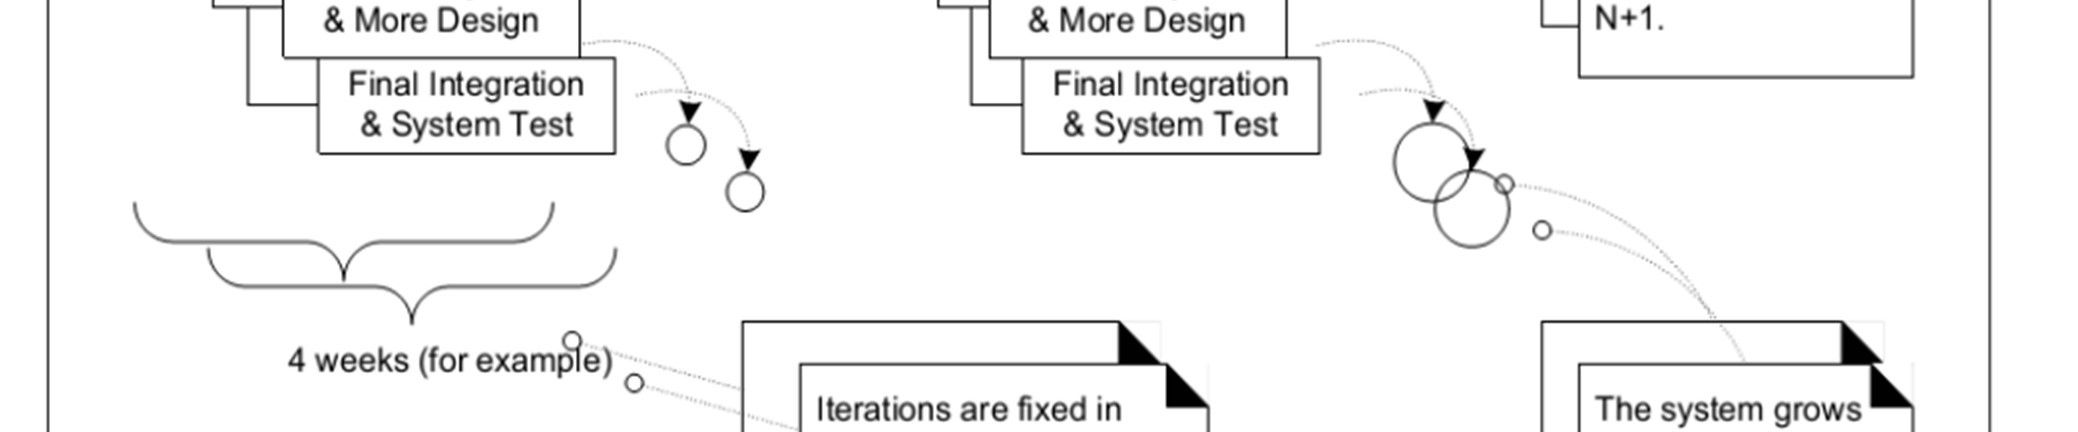 & More Design
Final Integration
& System Test
& More Design
Final Integration
& System Test
N+1.
4 weeks (for example)
Iterations are fixed in
The system grows